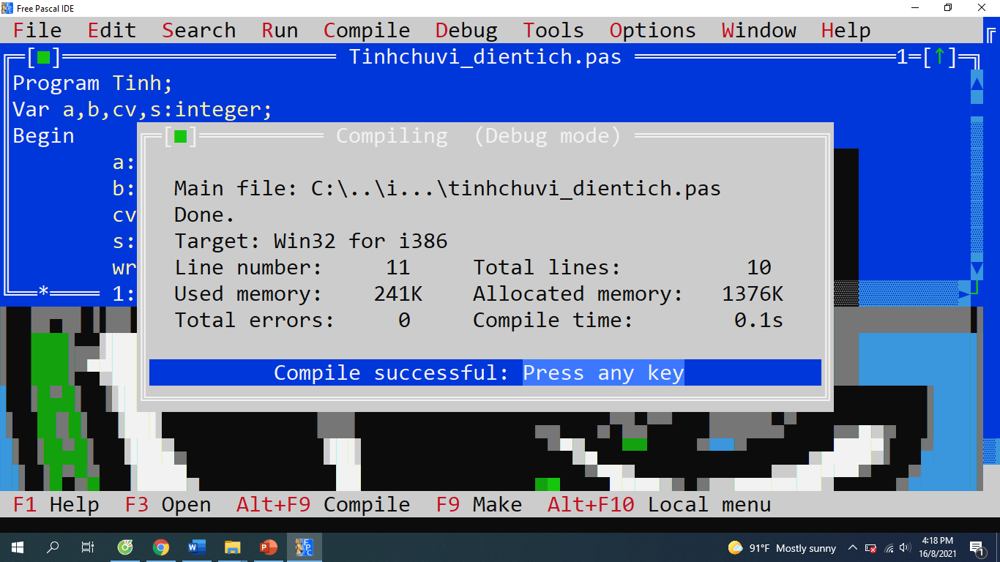 Free Pascal IDE
File Edit Search Run Compile Debug Tools Options Window Help
Tinhchuvi_dientich.pas 1=[↑]
Program Tinh;
Var a,b,cv,s:integer;
Begin
Compiling (Debug mode)
a:
b:
Main file: C:\..\i...\tinhchuvi_dientich.pas
cv
Done.
s:
Target: Win32 for i386
wr
Line number: 11 Total lines: 10
* 1:
Used memory: 241K Allocated memory: 1376K
Total errors: 0 Compile time: 0.1s
Compile successful: Press any key
F1 Help F3 Open Alt+F9 Compile F9 Make Alt+F10 Local menu
91°F Mostly sunny
4:18 PM
16/8/2021
1